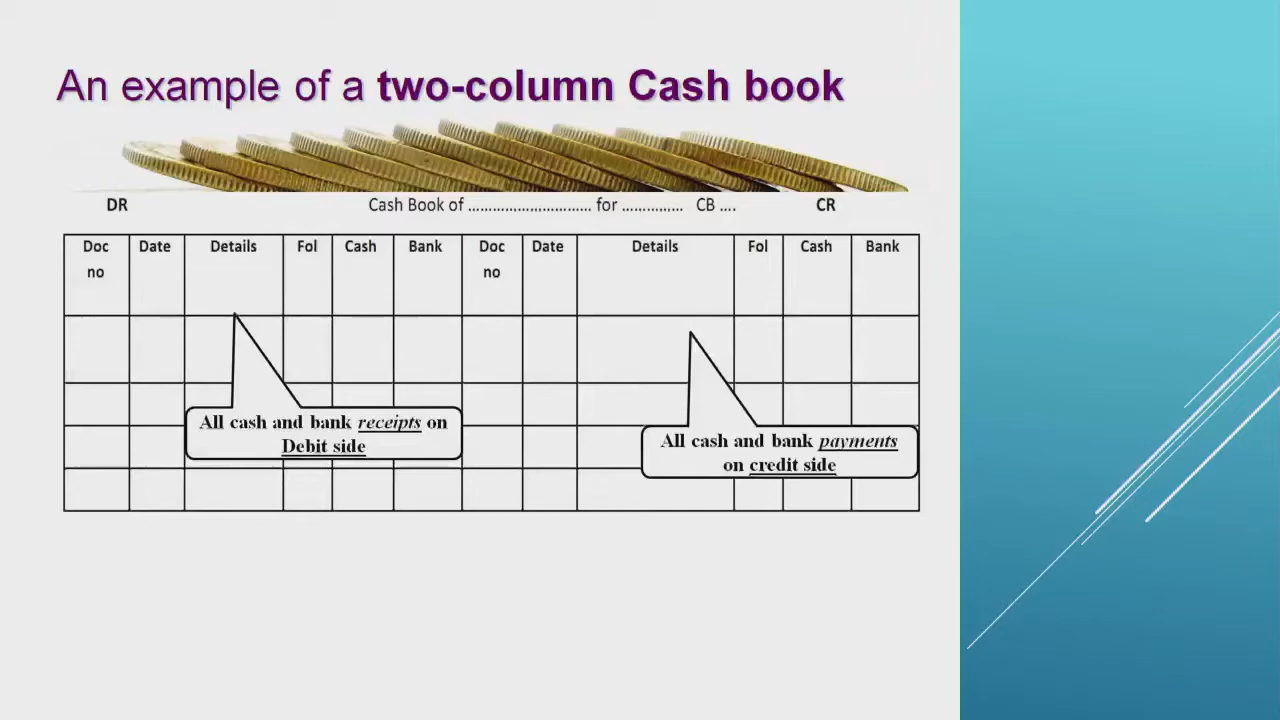 An example of a two-column Cash book
DR Cash Book of ................................ for ............... CB .... CR
Doc no Date Details Fol Cash Bank Doc no Date Details Fol Cash Bank
All cash and bank receipts on
Debit side
All cash and bank payments
on credit side